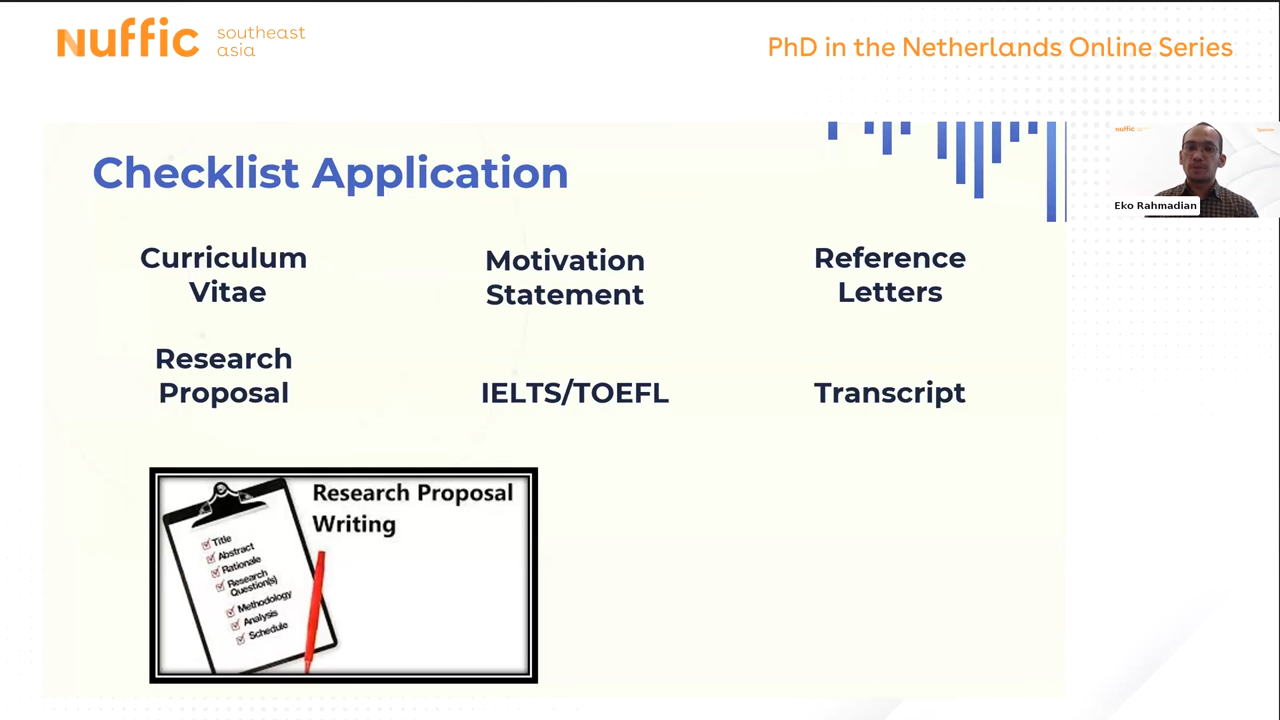 Nuffic southeast
asia
PhD in the Netherlands Online Series
Checklist Application
Curriculum
Vitae
Motivation
Statement
Reference
Letters
Research
Proposal
IELTS/TOEFL
Transcript
Research Proposal
Writing
Title
Abstract
Rationale
Research
Question(s)
Methodology
Analysis
Schedule
nuffic
Eko Rahmadian